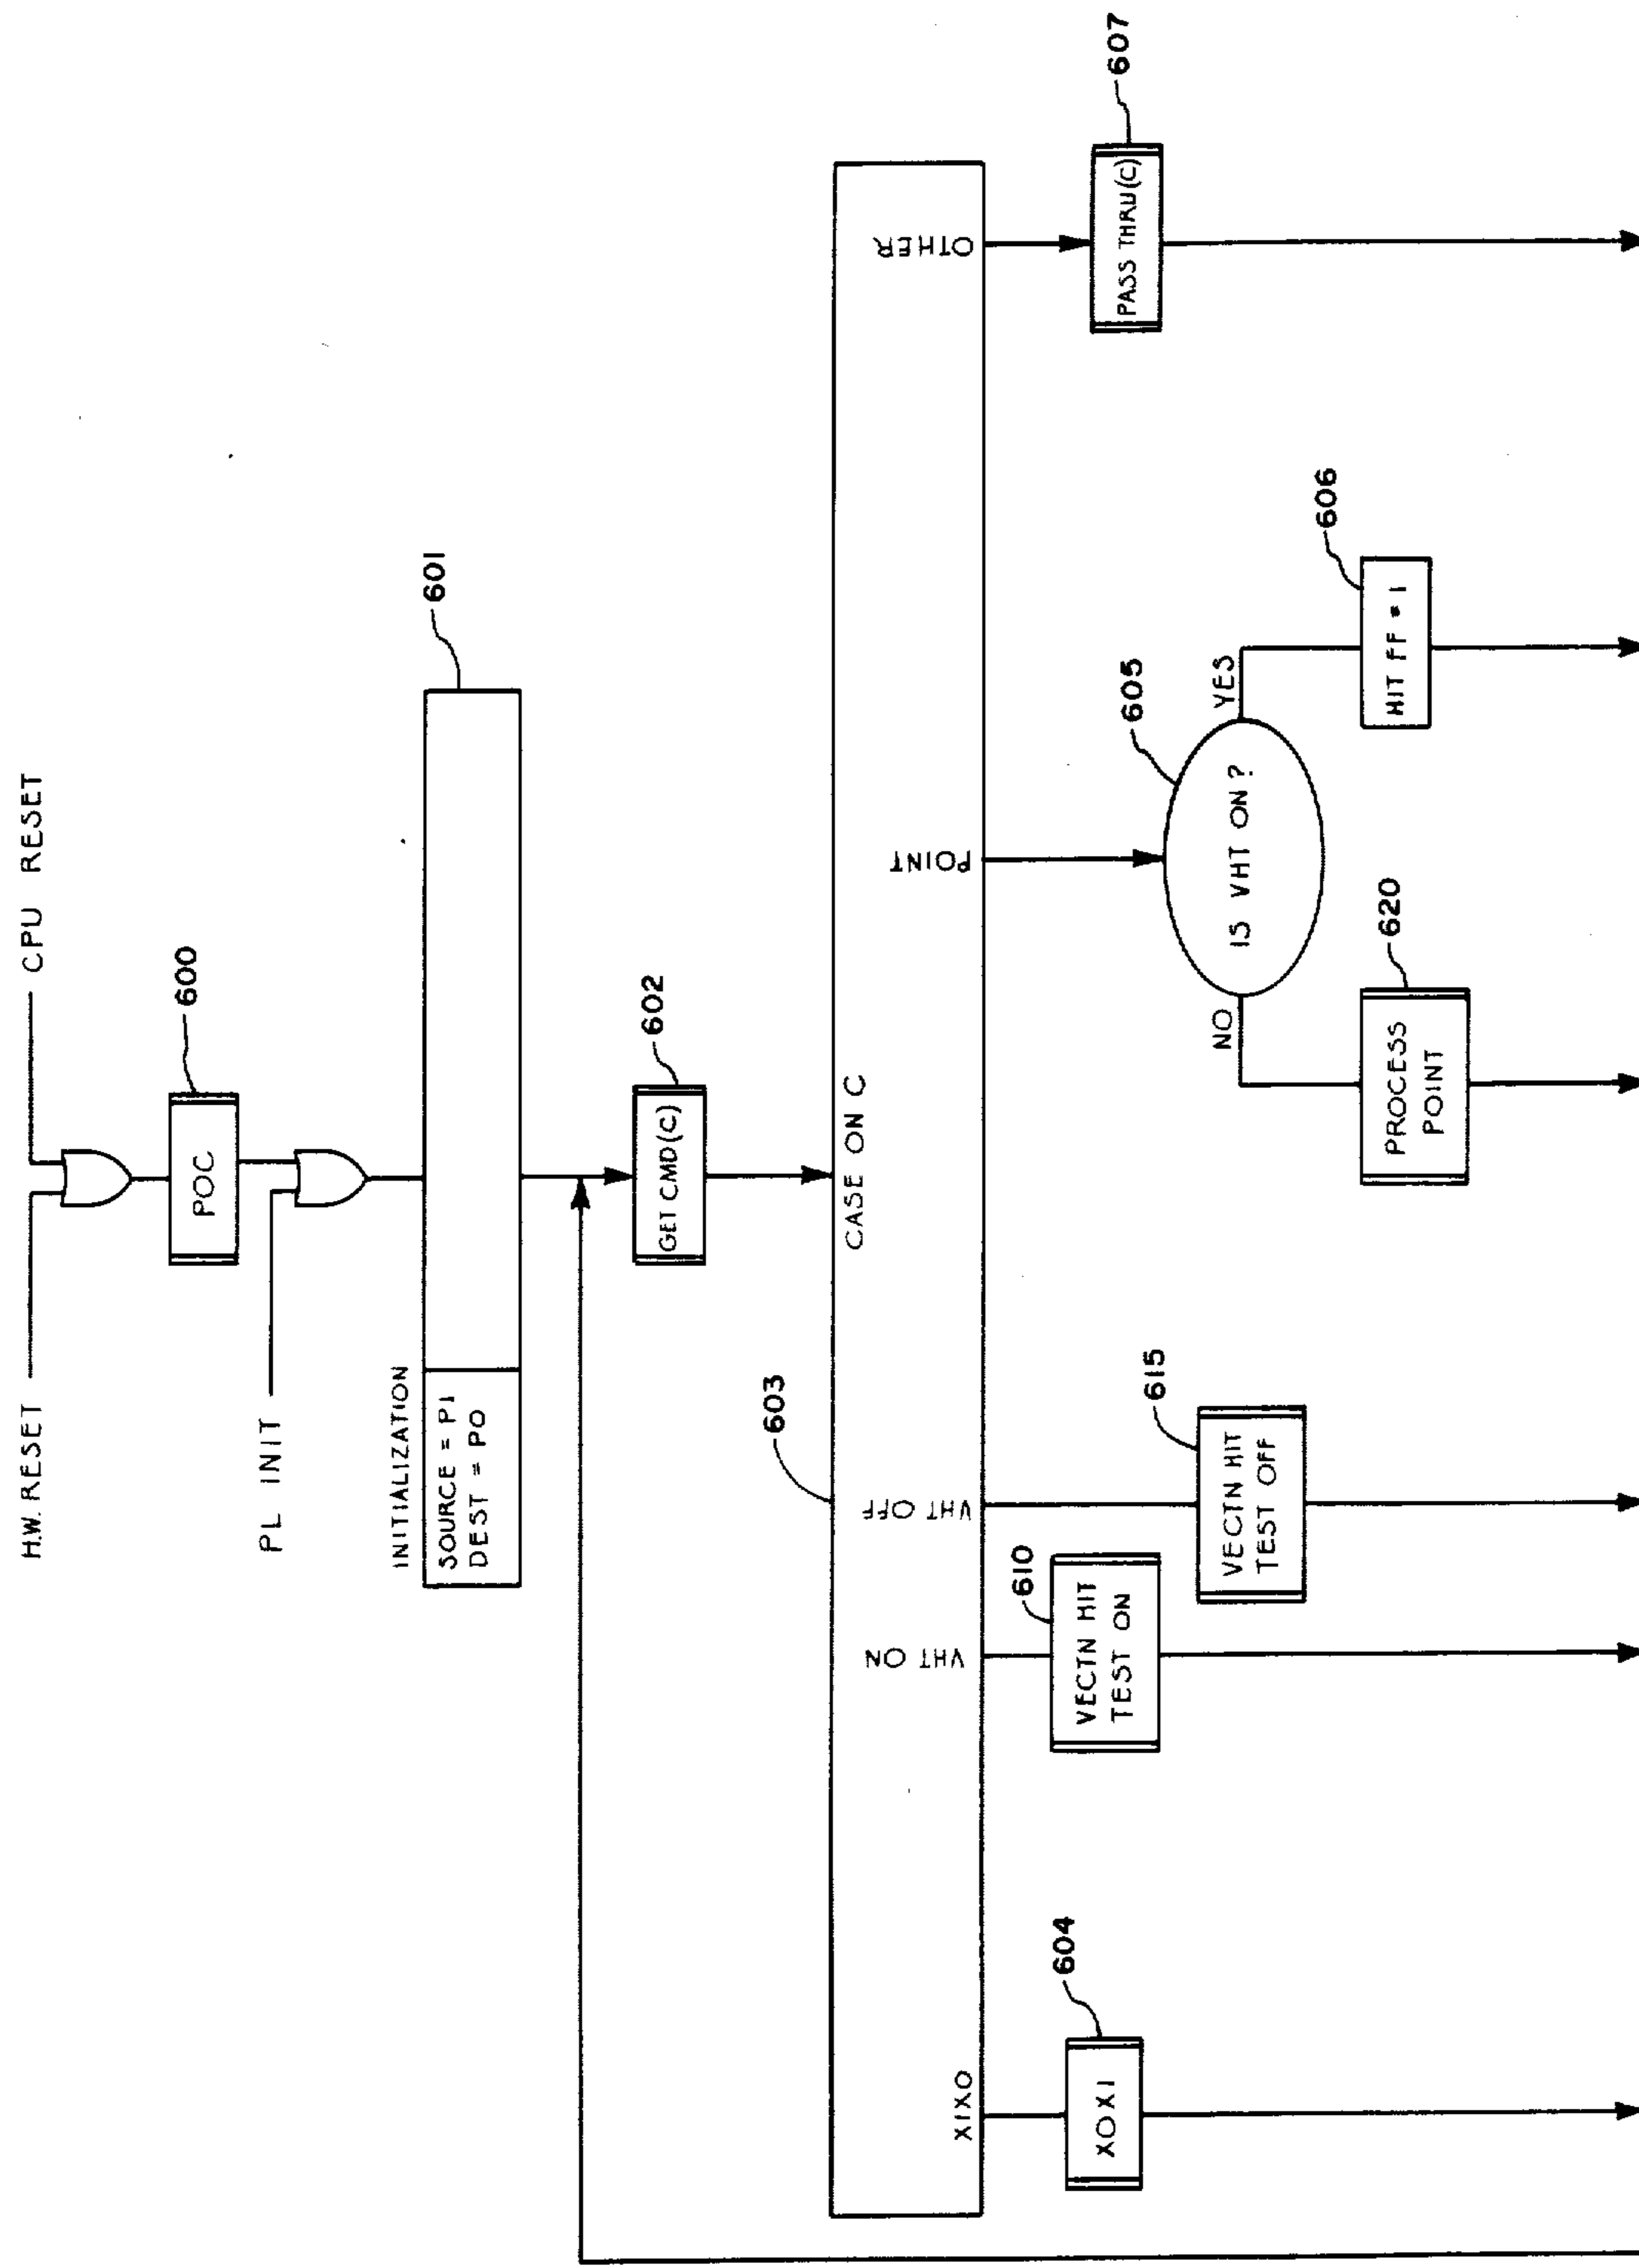 H.W. RESET
CPU RESET
POC
600
PL INIT
INITIALIZATION
601
SOURCE = PI
DEST = PO
GET CMD(C)
602
603
CASE ON C
XIXO
VHT ON
VHT OFF
POINT
OTHER
XOXI
604
VECTN HIT
TEST ON
610
VECTN HIT
TEST OFF
615
IS VHT ON?
605
NO
YES
PROCESS
POINT
620
HIT FF = 1
606
PASS THRU(C)
607